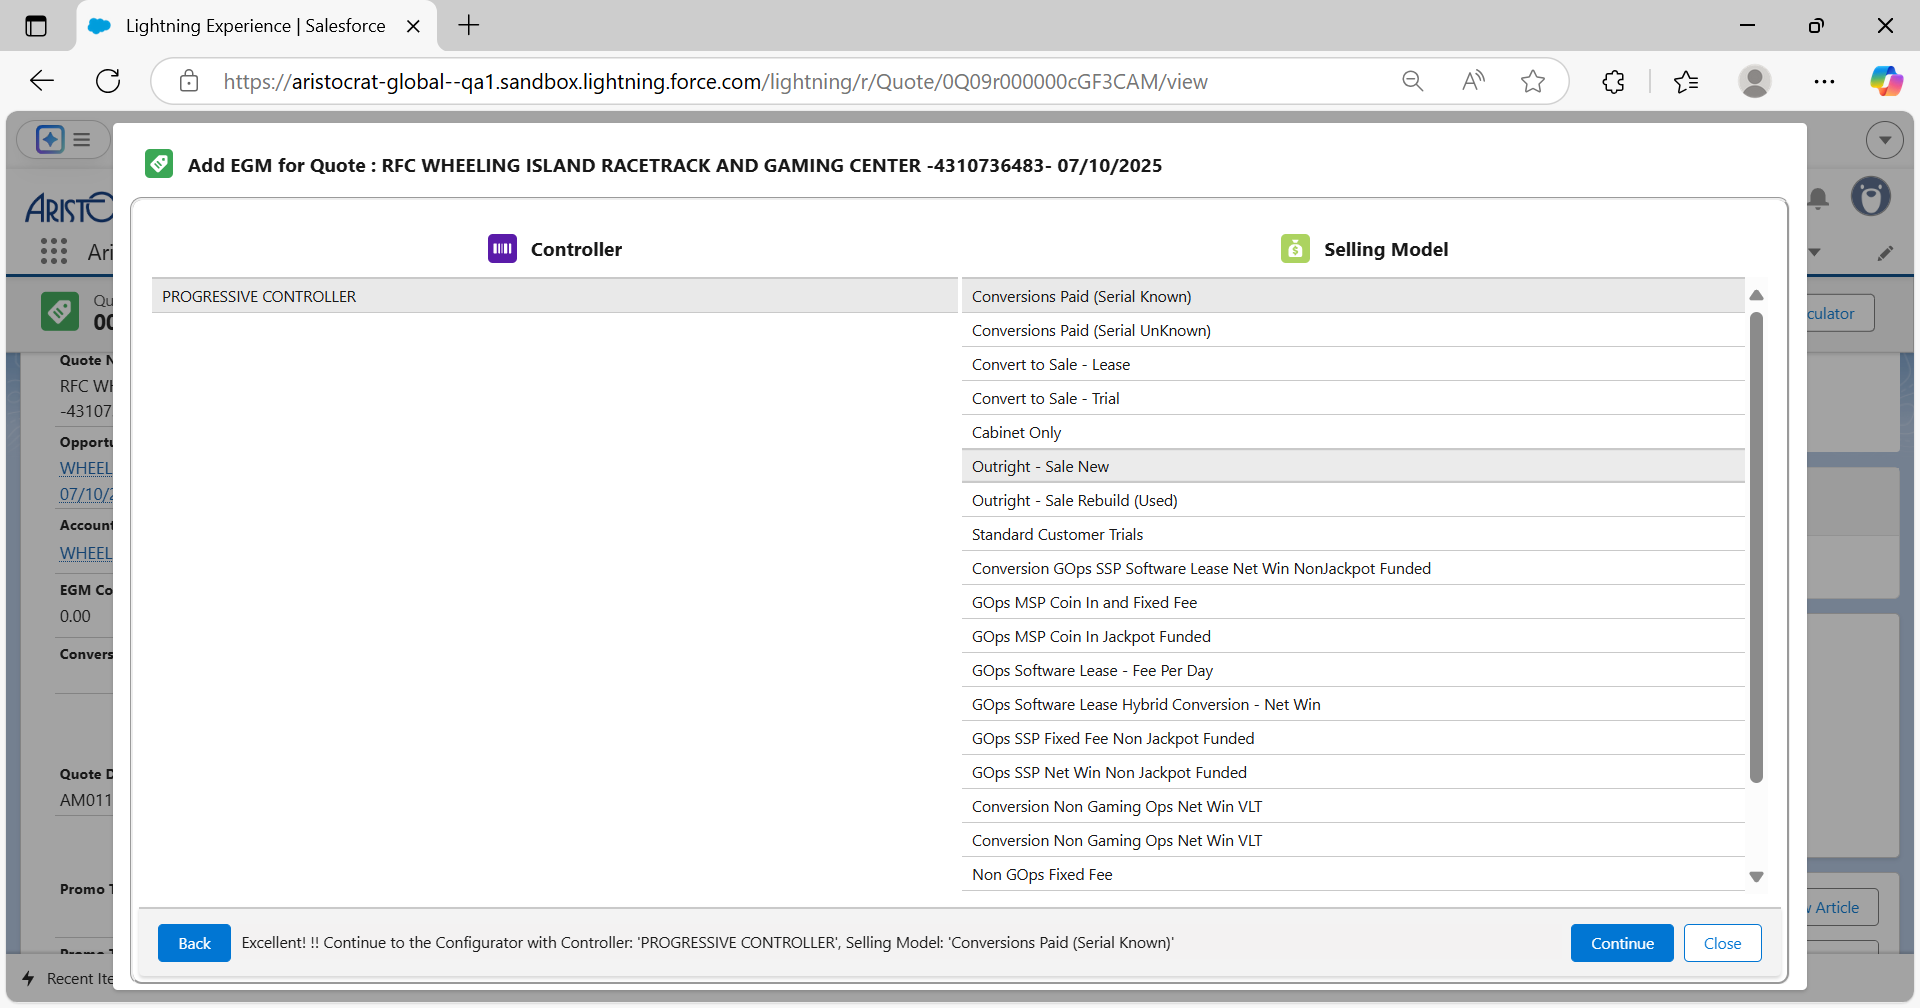 Lightning Experience | Salesforce
https://aristocrat-global--qa1.sandbox.lightning.force.com/lightning/r/Quote/0Q09r000000cGF3CAM/view
Add EGM for Quote : RFC WHEELING ISLAND RACETRACK AND GAMING CENTER -4310736483- 07/10/2025
Controller
PROGRESSIVE CONTROLLER
Selling Model
Conversions Paid (Serial Known)
Conversions Paid (Serial UnKnown)
Convert to Sale - Lease
Convert to Sale - Trial
Cabinet Only
Outright - Sale New
Outright - Sale Rebuild (Used)
Standard Customer Trials
Conversion GOps SSP Software Lease Net Win NonJackpot Funded
GOps MSP Coin In and Fixed Fee
GOps MSP Coin In Jackpot Funded
GOps Software Lease - Fee Per Day
GOps Software Lease Hybrid Conversion - Net Win
GOps SSP Fixed Fee Non Jackpot Funded
GOps SSP Net Win Non Jackpot Funded
Conversion Non Gaming Ops Net Win VLT
Conversion Non Gaming Ops Net Win VLT
Non GOps Fixed Fee
Back
Excellent! !! Continue to the Configurator with Controller: 'PROGRESSIVE CONTROLLER', Selling Model: 'Conversions Paid (Serial Known)'
Continue
Close
ARISTO
Ari
Qu
00
Quote N
RFC WH
-43107
Opportu
WHEEL
07/10/2
Account
WHEEL
EGM Co
0.00
Convers
Quote D
AM011
Promo T
culator
Article
Recent Ite